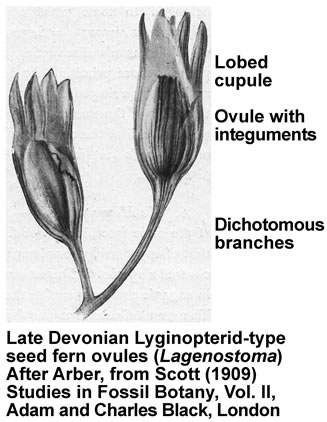 Lobed
cupule
Ovule with
integuments
Dichotomous
branches
Late Devonian Lyginopterid-type
seed fern ovules (Lagenostoma)
After Arber, from Scott (1909)
Studies in Fossil Botany, Vol. II,
Adam and Charles Black, London